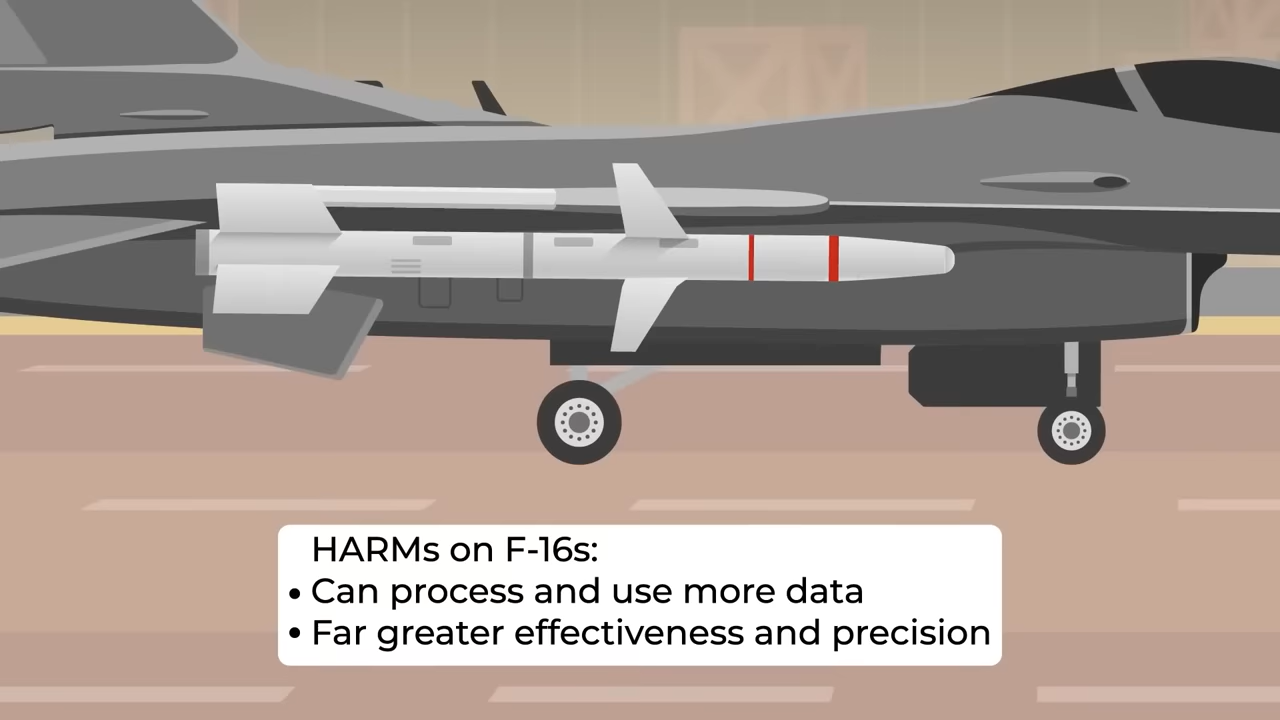 HARMs on F-16s:
• Can process and use more data
• Far greater effectiveness and precision